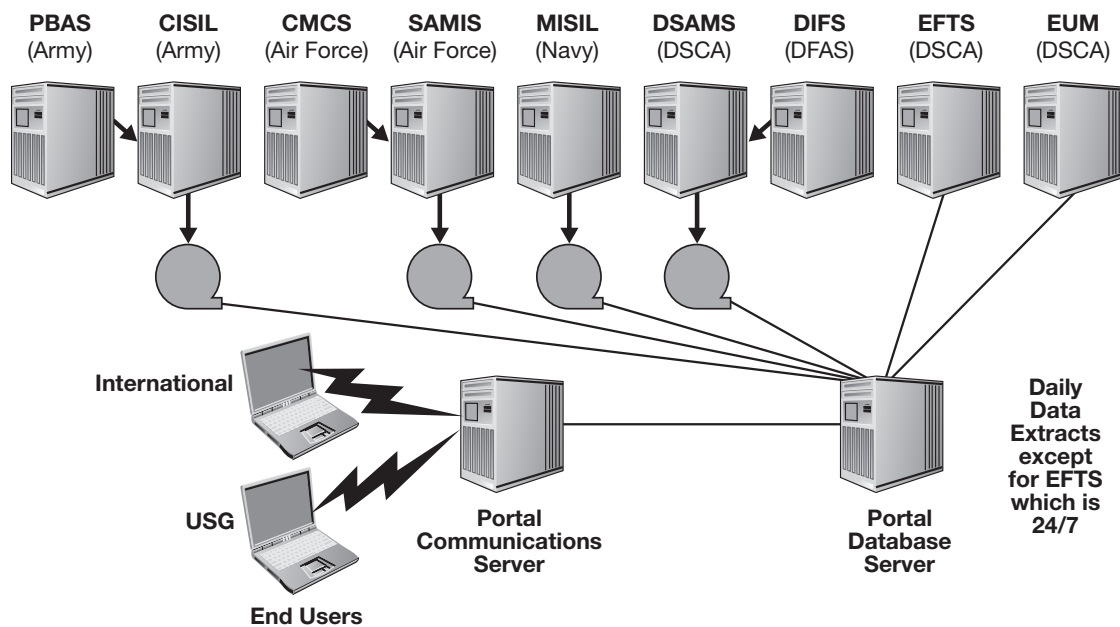 PBAS CISIL CMCS SAMIS MISIL DSAMS DIFS EFTS EUM
(Army) (Army) (Air Force) (Air Force) (Navy) (DSCA) (DFAS) (DSCA) (DSCA)
International
USG
End Users
Portal
Communications
Server
Portal
Database
Server
Daily
Data
Extracts
except
for EFTS
which is
24/7